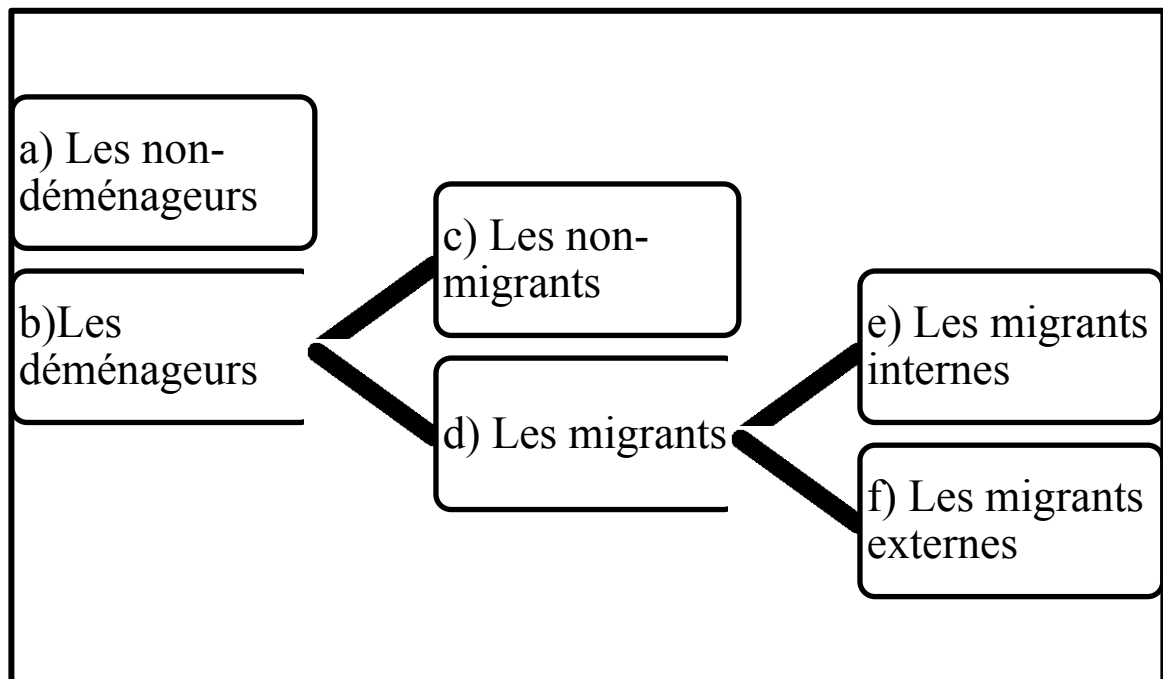 a) Les non-
déménageurs
b)Les
déménageurs
c) Les non-
migrants
d) Les migrants
e) Les migrants
internes
f) Les migrants
externes